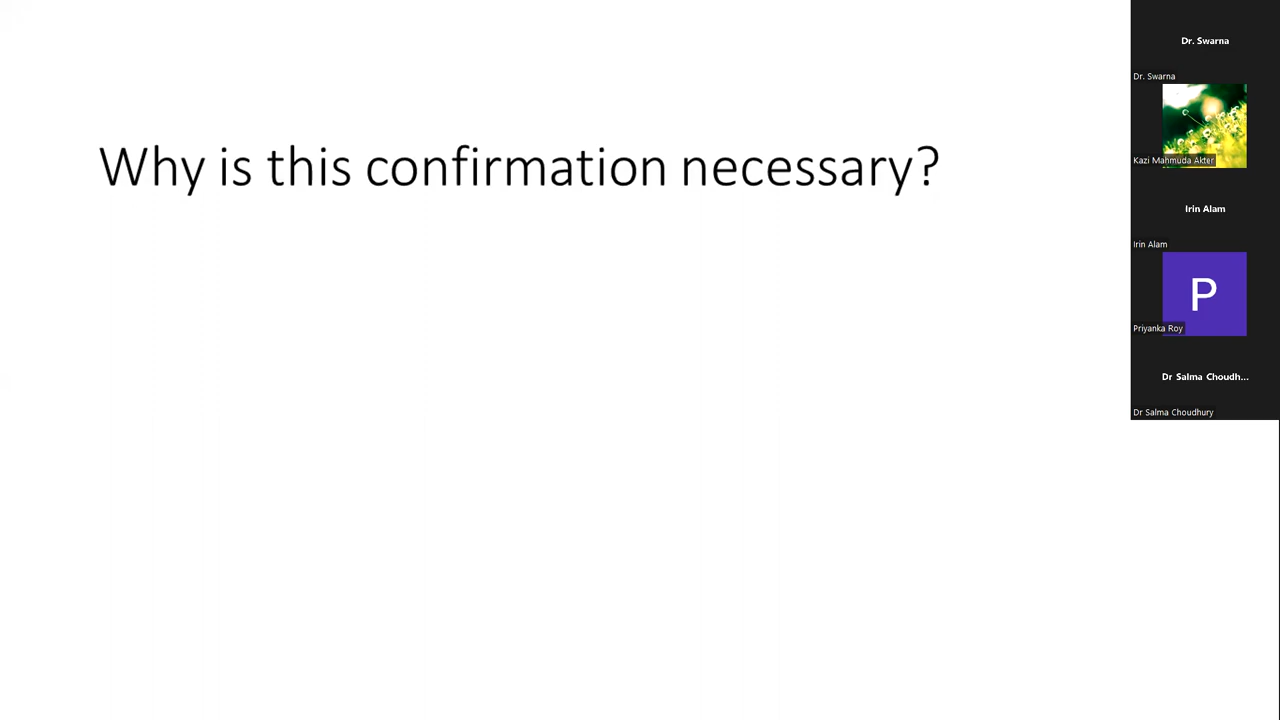 Why is this confirmation necessary?
Dr. Swarna
Dr. Swarna
Kazi Mahmuda Akter
Irin Alam
Irin Alam
P
Priyanka Roy
Dr Salma Choudh...
Dr Salma Choudhury